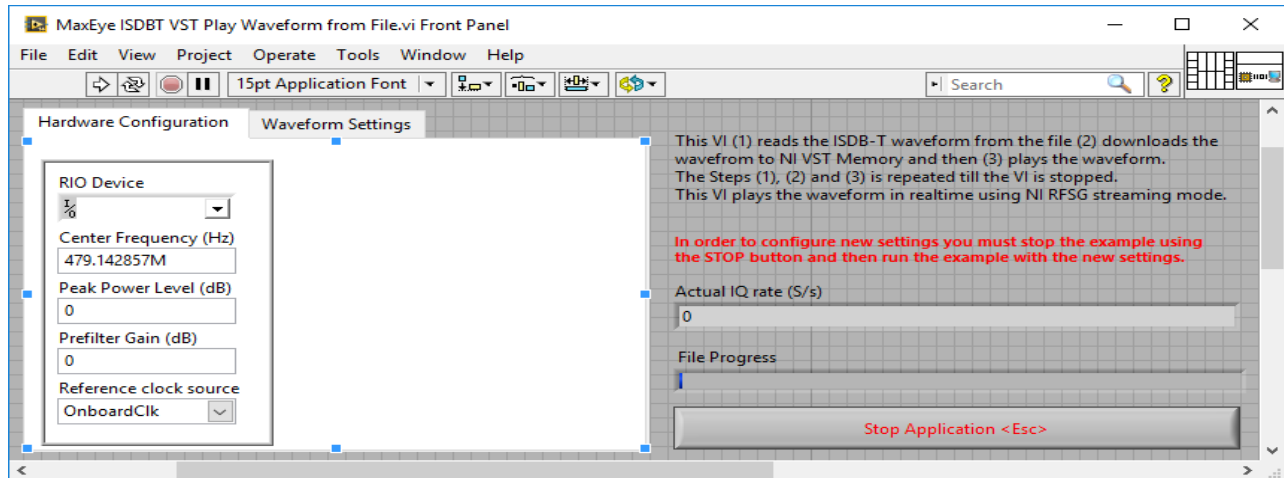 MaxEye ISDBT VST Play Waveform from File.vi Front Panel
File Edit View Project Operate Tools Window Help
15pt Application Font
Search
Hardware Configuration
Waveform Settings
RIO Device
Center Frequency (Hz)
479.142857M
Peak Power Level (dB)
0
Prefilter Gain (dB)
0
Reference clock source
OnboardClk
This VI (1) reads the ISDB-T waveform from the file (2) downloads the
wavefrom to NI VST Memory and then (3) plays the waveform.
The Steps (1), (2) and (3) is repeated till the VI is stopped.
This VI plays the waveform in realtime using NI RFSG streaming mode.
In order to configure new settings you must stop the example using
the STOP button and then run the example with the new settings.
Actual IQ rate (S/s)
0
File Progress
Stop Application <Esc>